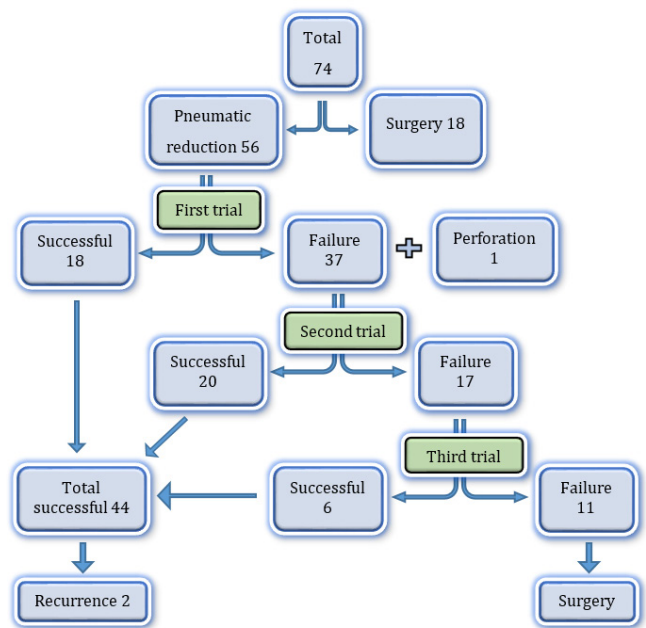 Total
74
Pneumatic
reduction 56
Surgery 18
First trial
Successful
18
Failure
37
Perforation
1
Second trial
Successful
20
Failure
17
Third trial
Total
successful 44
Successful
6
Failure
11
Recurrence 2
Surgery